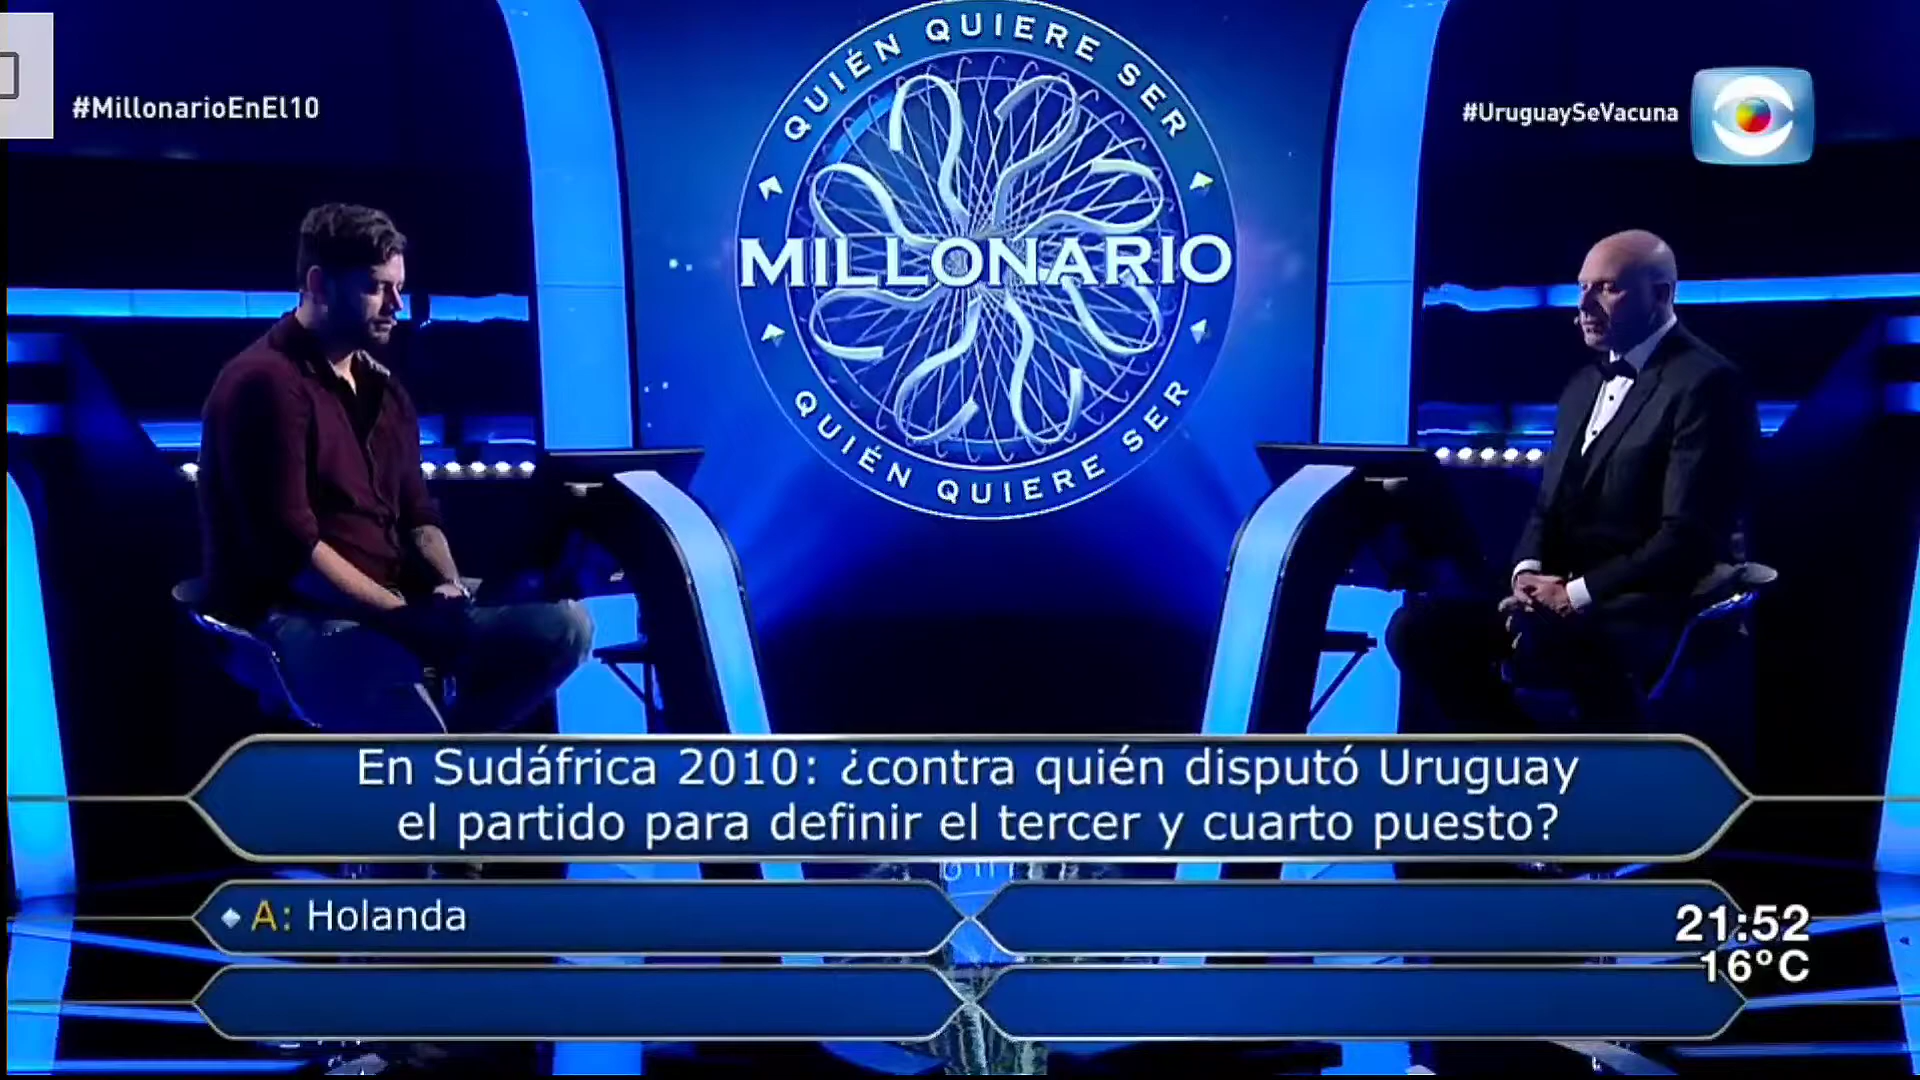 #MillonarioEnEl10
#UruguaySeVacuna
QUIÉN QUIERE SER
MILLONARIO
QUIÉN QUIERE SER
En Sudáfrica 2010: ¿contra quién disputó Uruguay
el partido para definir el tercer y cuarto puesto?
A: Holanda
21:52
16°C